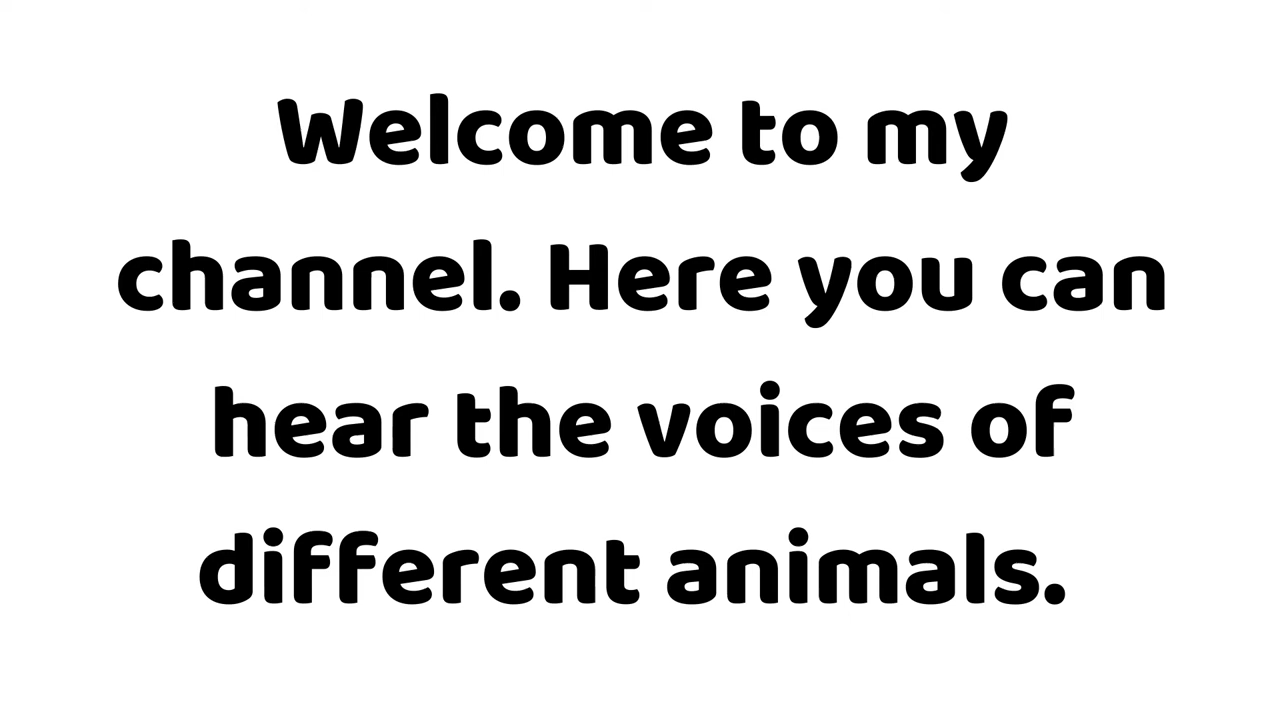 Welcome to my
channel. Here you can
hear the voices of
different animals.